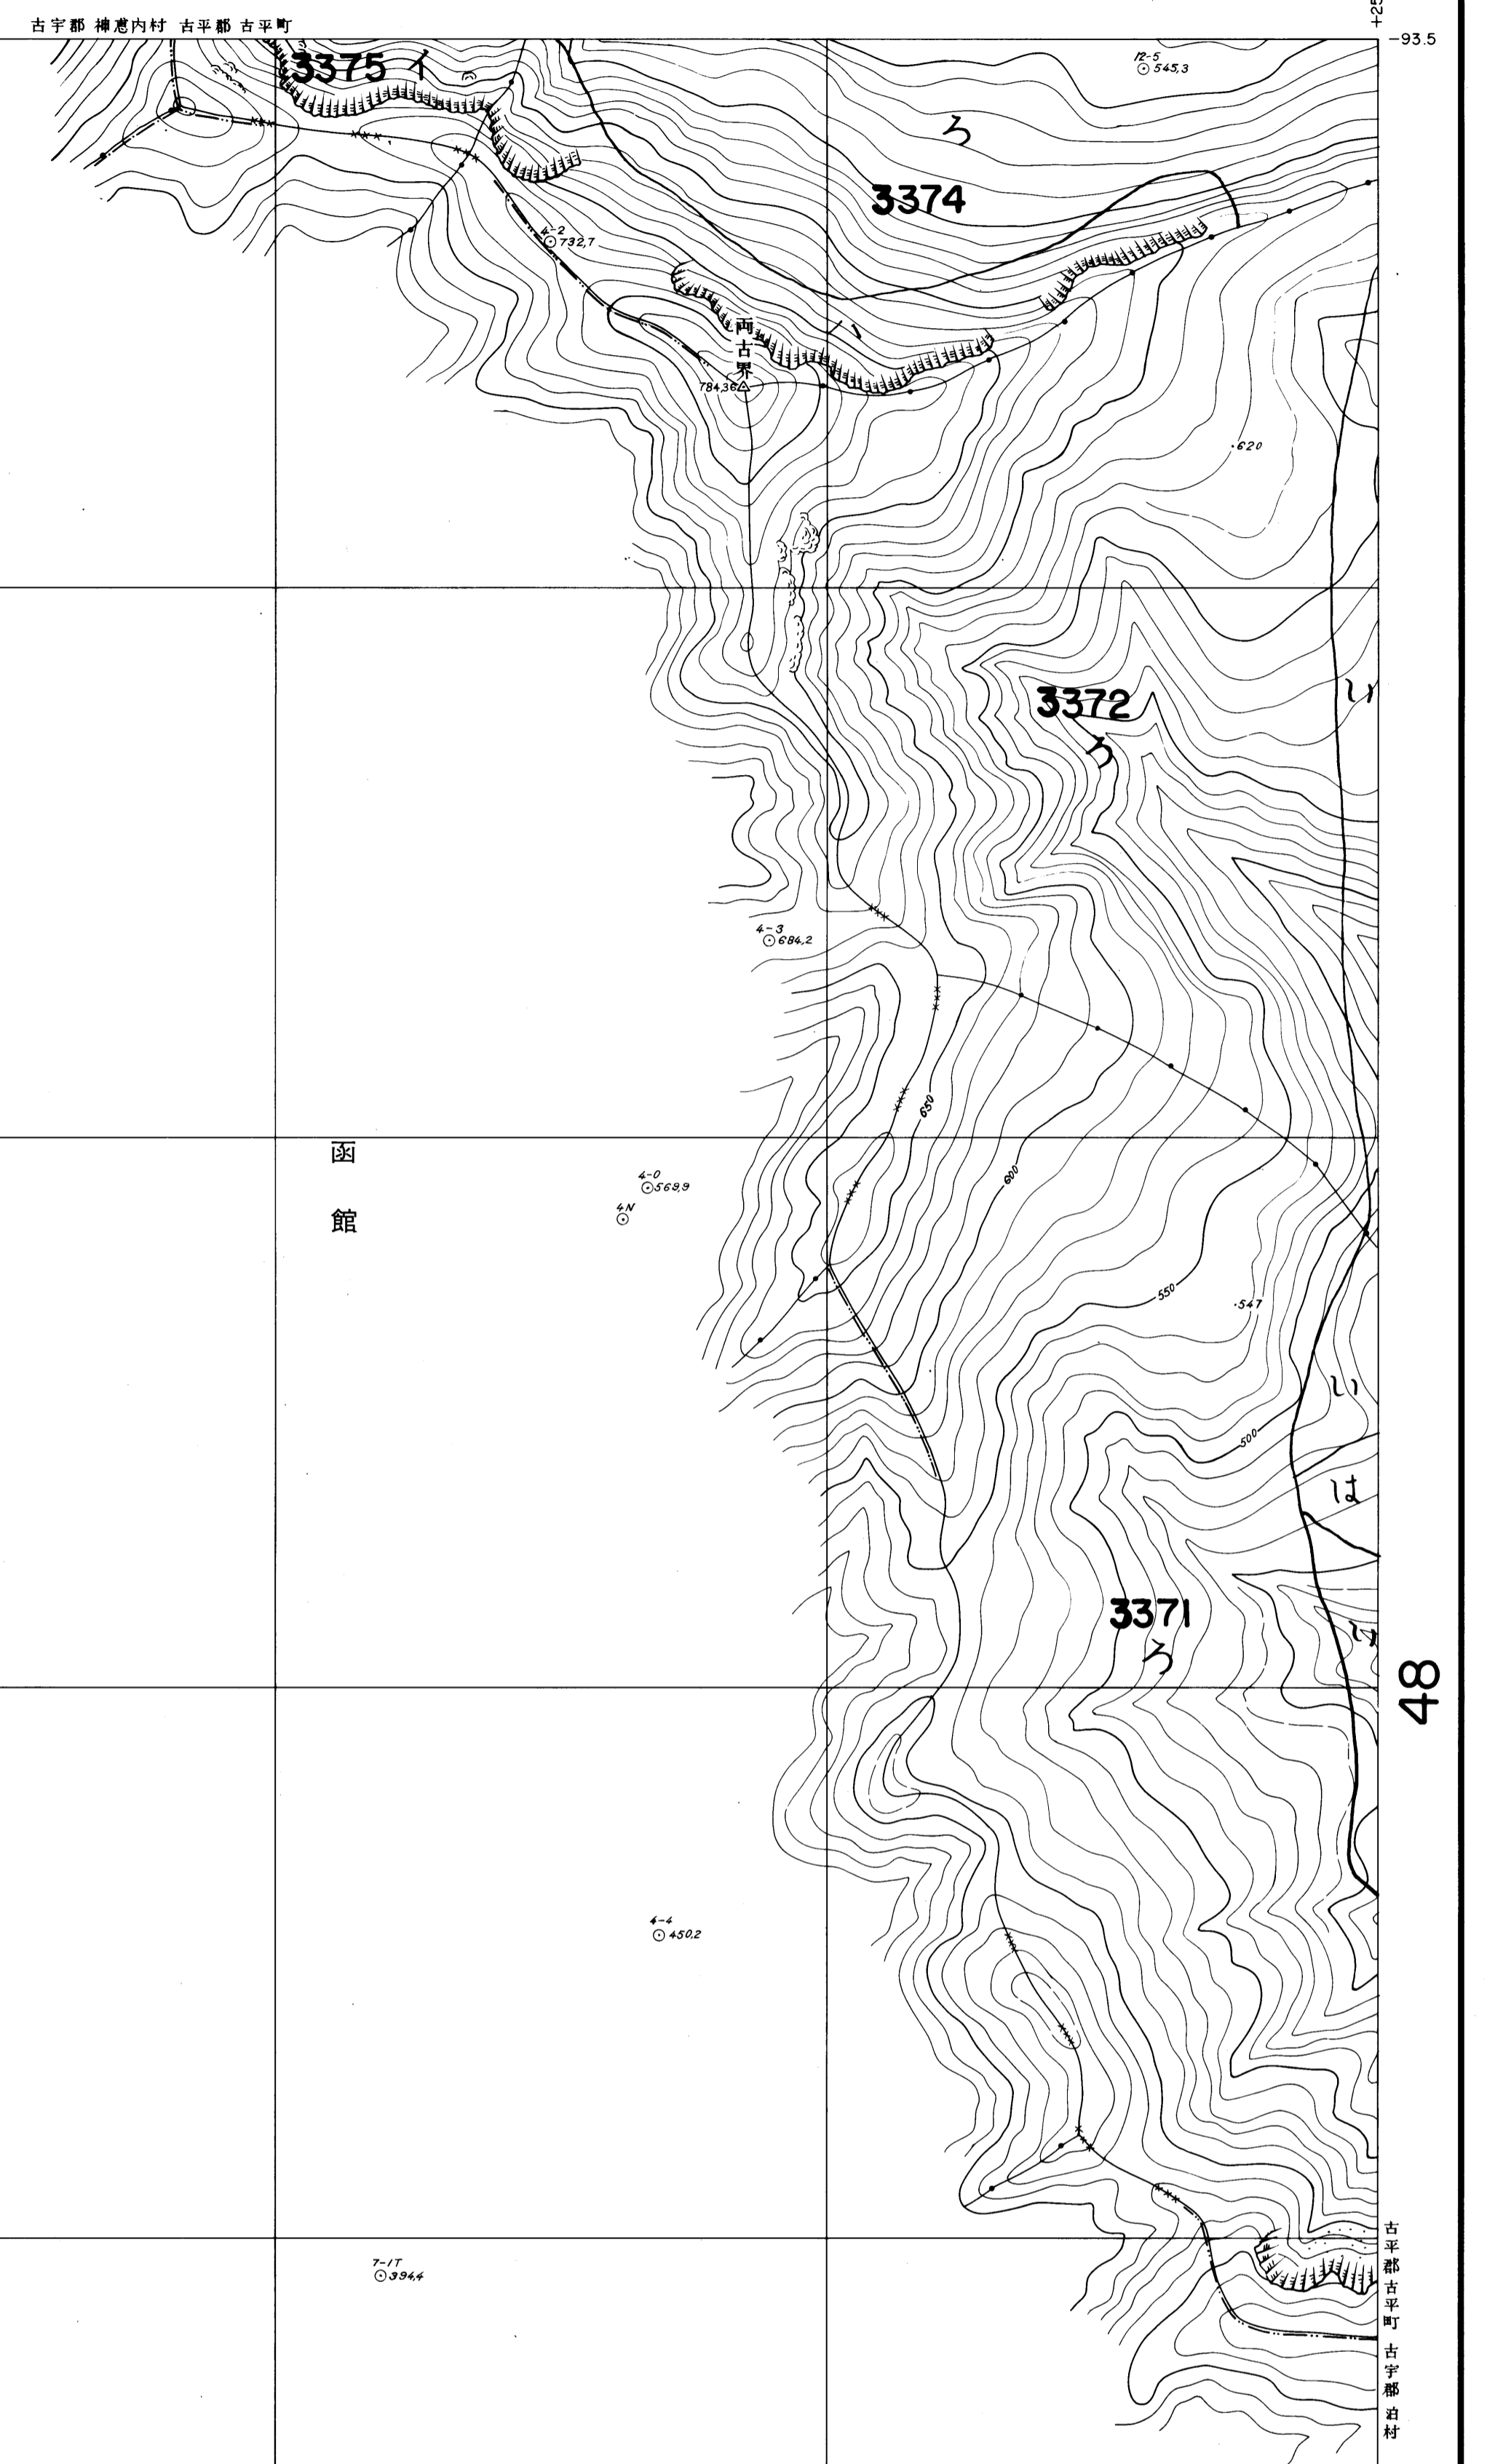 古宇郡 神恵内村 古平郡 古平町
-93.5
3375 イ
12-5
545,3
ろ
3374
4-2
732,7
ハ
両古界
784,36
·620
い
3372
ろ
4-3
684,2
650
函館
4-0
569,9
4N
600
550
·547
い
500
は
3371
ろ
48
4-4
450,2
古平郡古平町 古宇郡 泊村
7-1T
394,4